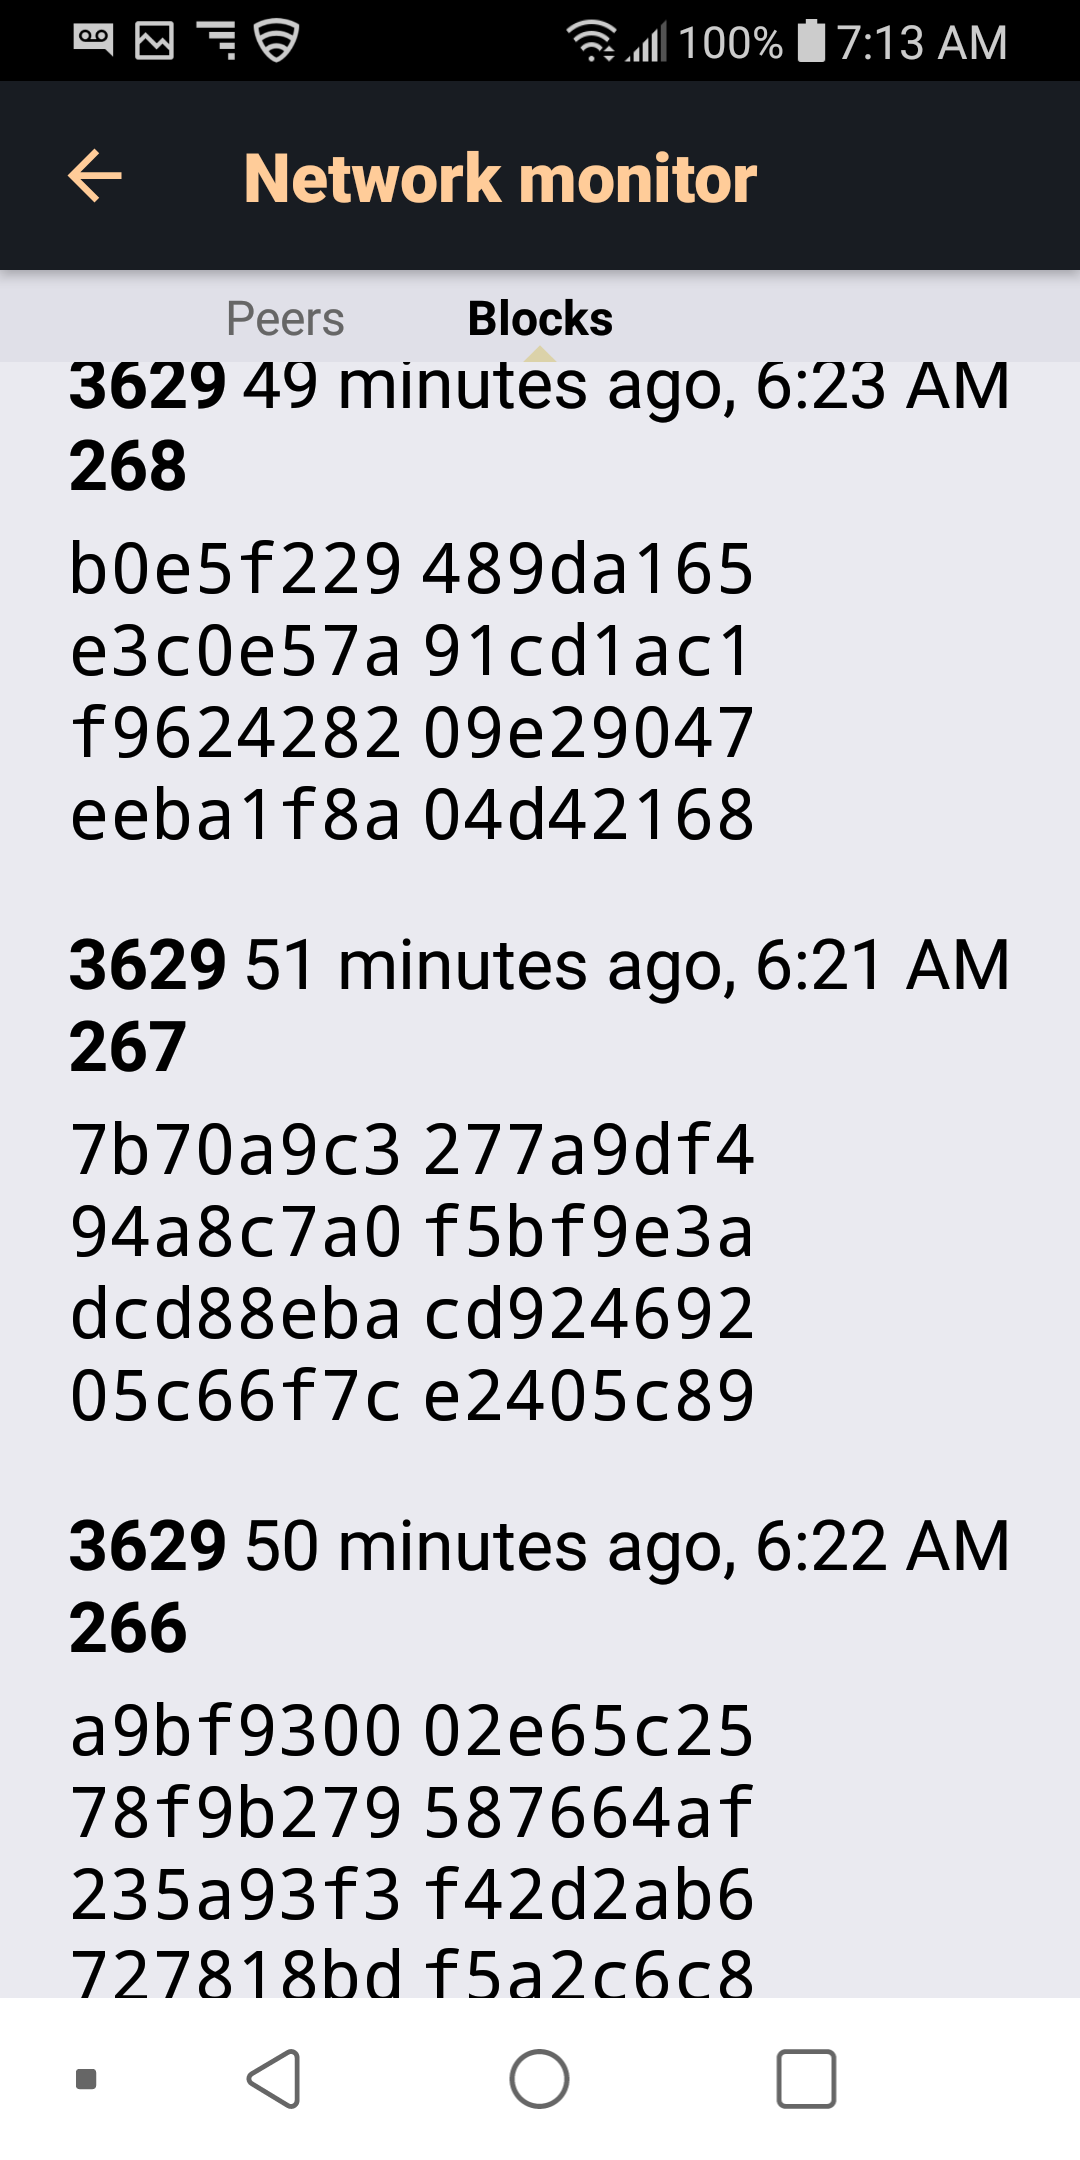 100% 7:13 AM
Network monitor
Peers Blocks
3629 49 minutes ago, 6:23 AM
268
b0e5f229 489da165
e3c0e57a 91cd1ac1
f9624282 09e29047
eeba1f8a 04d42168
3629 51 minutes ago, 6:21 AM
267
7b70a9c3 277a9df4
94a8c7a0 f5bf9e3a
dcd88eba cd924692
05c66f7c e2405c89
3629 50 minutes ago, 6:22 AM
266
a9bf9300 02e65c25
78f9b279 587664af
235a93f3 f42d2ab6
727818bd f5a2c6c8